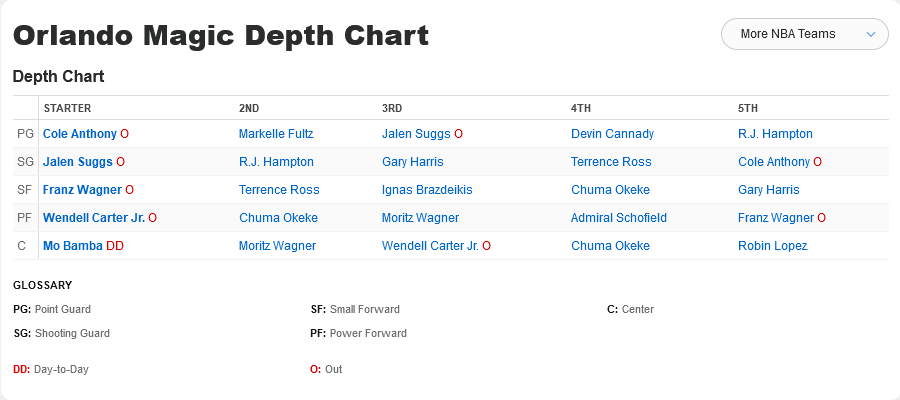 Orlando Magic Depth Chart
More NBA Teams
Depth Chart
STARTER 2ND 3RD 4TH 5TH
PG Cole Anthony O Markelle Fultz Jalen Suggs O Devin Cannady R.J. Hampton
SG Jalen Suggs O R.J. Hampton Gary Harris Terrence Ross Cole Anthony O
SF Franz Wagner O Terrence Ross Ignas Brazdeikis Chuma Okeke Gary Harris
PF Wendell Carter Jr. O Chuma Okeke Moritz Wagner Admiral Schofield Franz Wagner O
C Mo Bamba DD Moritz Wagner Wendell Carter Jr. O Chuma Okeke Robin Lopez
GLOSSARY
PG: Point Guard SF: Small Forward C: Center
SG: Shooting Guard PF: Power Forward
DD: Day-to-Day O: Out